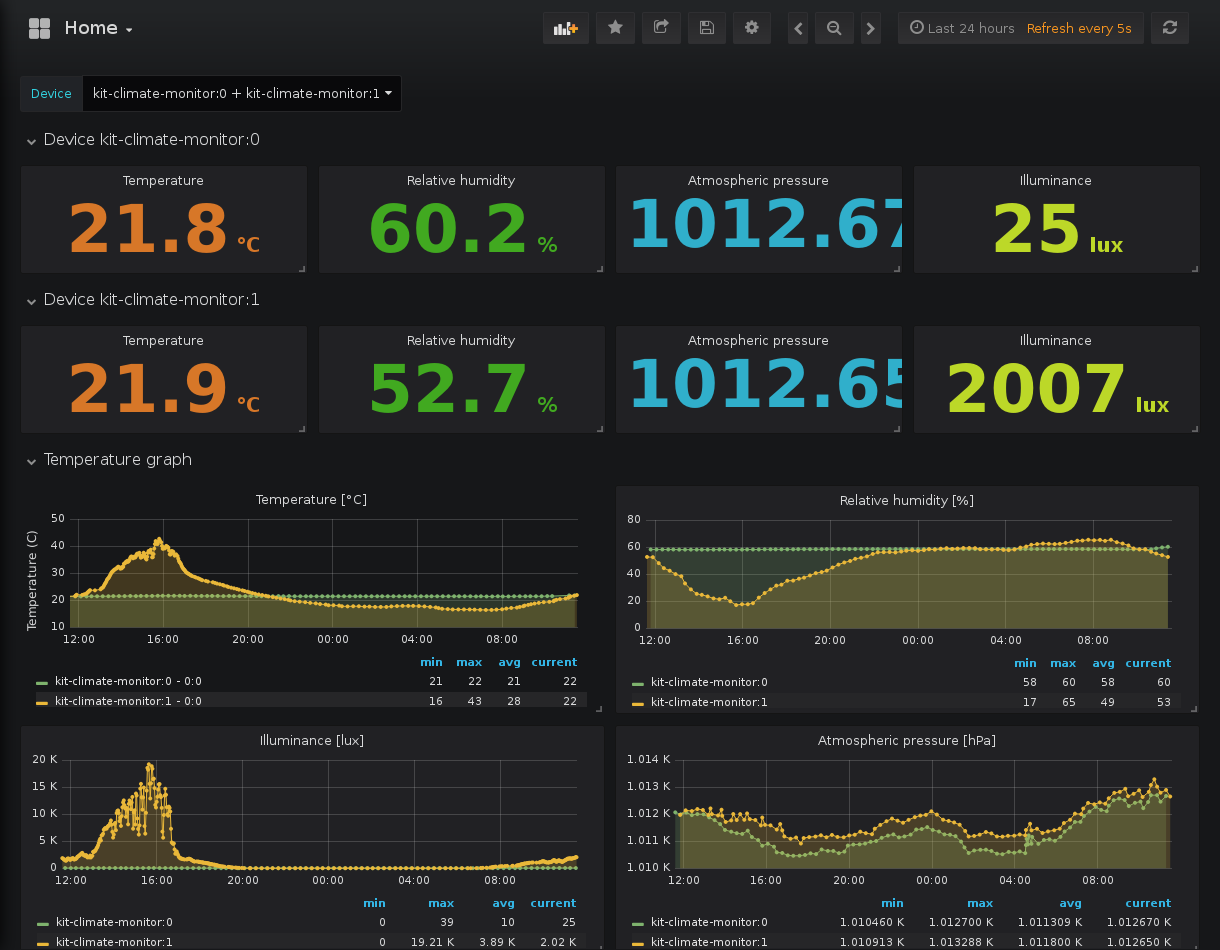 Home
Last 24 hours Refresh every 5s
Device kit-climate-monitor:0 + kit-climate-monitor:1
Device kit-climate-monitor:0
Temperature Relative humidity Atmospheric pressure Illuminance
21.8 °C 60.2 % 1012.67 25 lux
Device kit-climate-monitor:1
Temperature Relative humidity Atmospheric pressure Illuminance
21.9 °C 52.7 % 1012.65 2007 lux
Temperature graph
Temperature [°C]
Temperature (C)
50
40
30
20
10
12:00 16:00 20:00 00:00 04:00 08:00
min max avg current
kit-climate-monitor:0 - 0:0 21 22 21 22
kit-climate-monitor:1 - 0:0 16 43 28 22
Relative humidity [%]
80
60
40
20
0
12:00 16:00 20:00 00:00 04:00 08:00
min max avg current
kit-climate-monitor:0 58 60 58 60
kit-climate-monitor:1 17 65 49 53
Illuminance [lux]
20 K
15 K
10 K
5 K
0
12:00 16:00 20:00 00:00 04:00 08:00
min max avg current
kit-climate-monitor:0 0 39 10 25
kit-climate-monitor:1 0 19.21 K 3.89 K 2.02 K
Atmospheric pressure [hPa]
1.014 K
1.013 K
1.012 K
1.011 K
1.010 K
12:00 16:00 20:00 00:00 04:00 08:00
min max avg current
kit-climate-monitor:0 1.010460 K 1.012700 K 1.011309 K 1.012670 K
kit-climate-monitor:1 1.010913 K 1.013288 K 1.011800 K 1.012650 K